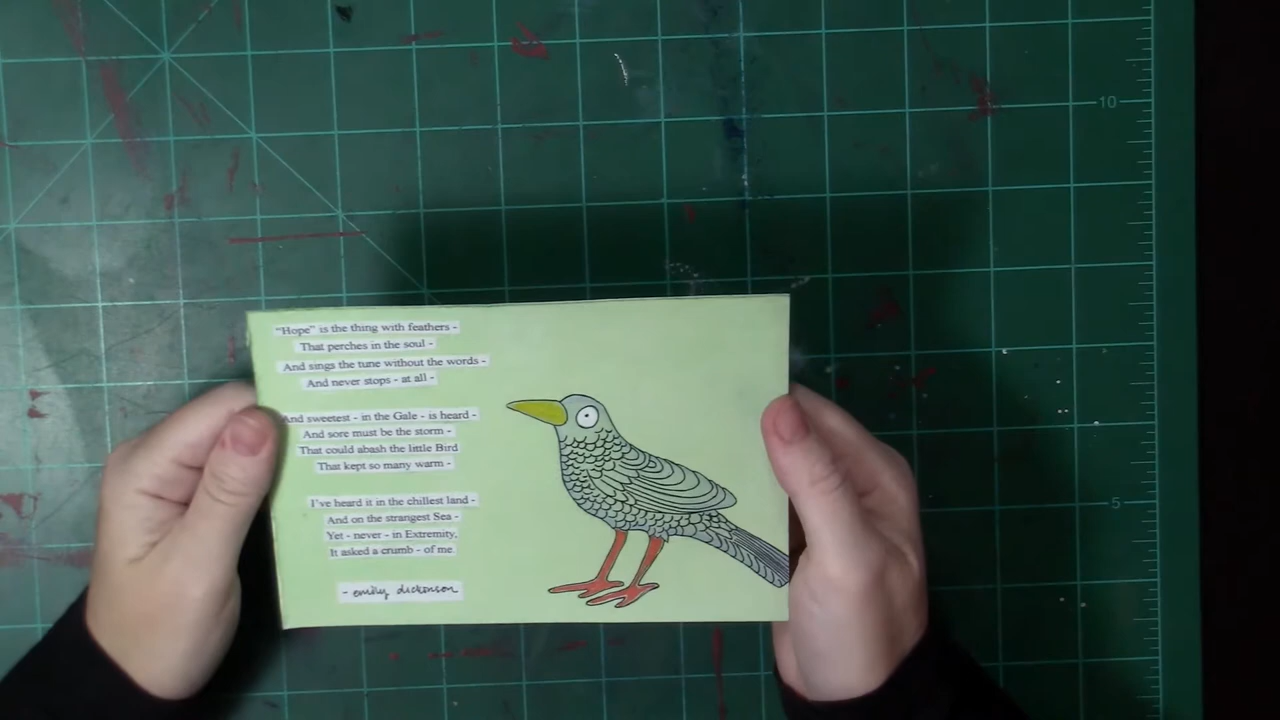 "Hope" is the thing with feathers -
That perches in the soul -
And sings the tune without the words -
And never stops - at all -
And sweetest - in the Gale - is heard -
And sore must be the storm -
That could abash the little Bird
That kept so many warm -
I've heard it in the chillest land -
And on the strangest Sea -
Yet - never - in Extremity,
It asked a crumb - of me.
- emily dickenson
10
5